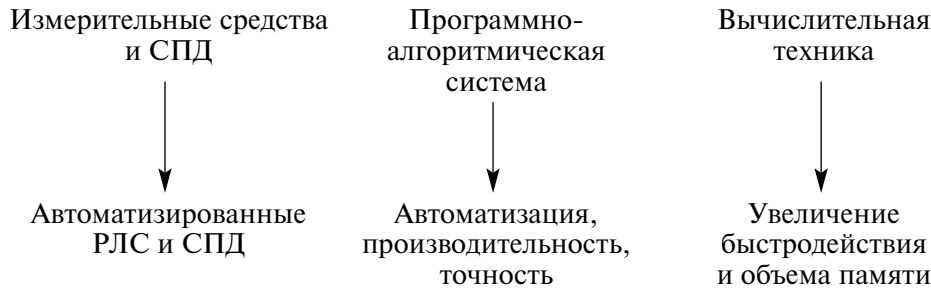 Измерительные средства
и СПД
Программно-
алгоритмическая
система
Вычислительная
техника
Автоматизированные
РЛС и СПД
Автоматизация,
производительность,
точность
Увеличение
быстродействия
и объема памяти